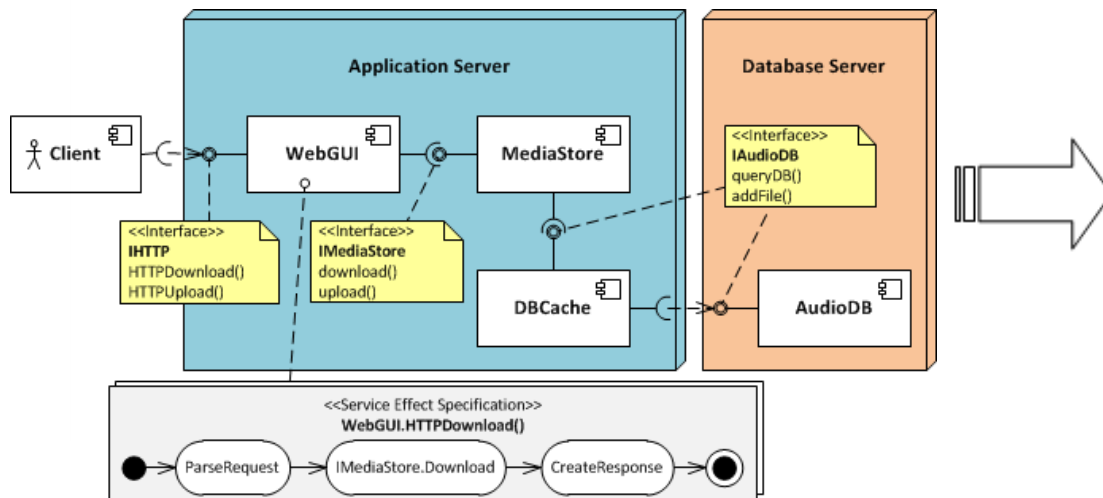 Application Server
Database Server
Client
WebGUI
MediaStore
<<Interface>>
IAudioDB
queryDB()
addFile()
<<Interface>>
IHTTP
HTTPDownload()
HTTPUpload()
<<Interface>>
IMediaStore
download()
upload()
DBCache
AudioDB
<<Service Effect Specification>>
WebGUI.HTTPDownload()
ParseRequest
IMediaStore.Download
CreateResponse